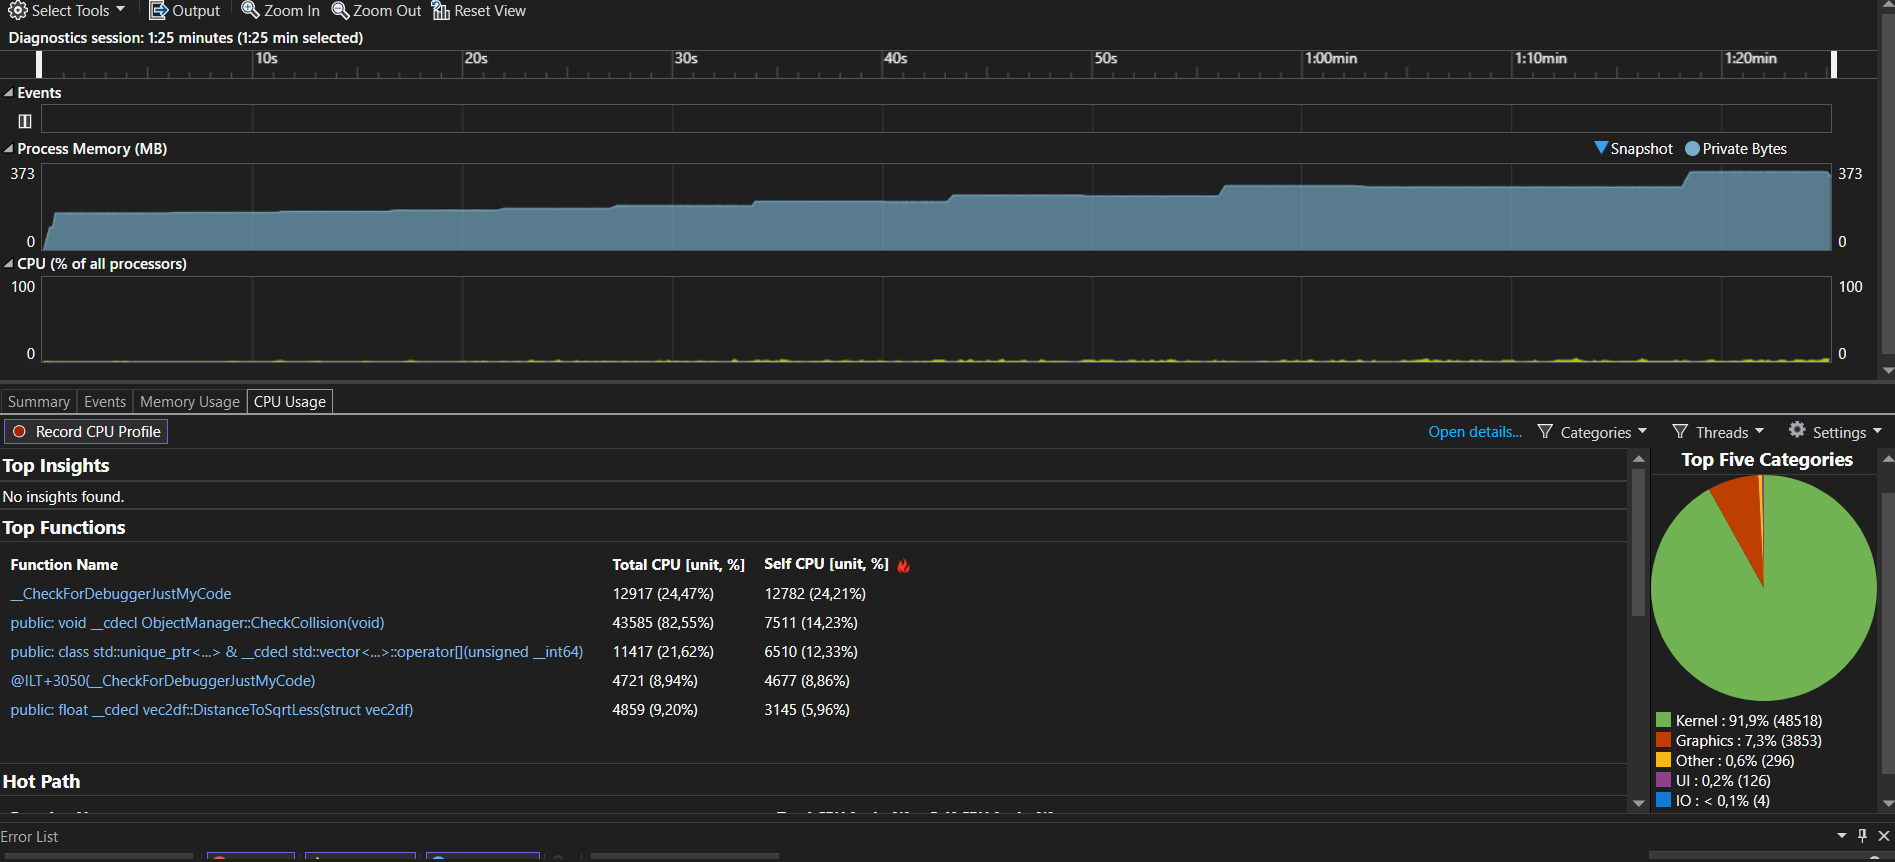 Select Tools Output Zoom In Zoom Out Reset View
Diagnostics session: 1:25 minutes (1:25 min selected)
10s 20s 30s 40s 50s 1:00min 1:10min 1:20min
Events
Process Memory (MB) Snapshot Private Bytes
373 373
0 0
CPU (% of all processors)
100 100
0 0
Summary Events Memory Usage CPU Usage
Record CPU Profile Open details... Categories Threads Settings
Top Insights
No insights found.
Top Functions
Function Name Total CPU [unit, %] Self CPU [unit, %]
__CheckForDebuggerJustMyCode 12917 (24,47%) 12782 (24,21%)
public: void __cdecl ObjectManager::CheckCollision(void) 43585 (82,55%) 7511 (14,23%)
public: class std::unique_ptr<...> & __cdecl std::vector<...>::operator[](unsigned __int64) 11417 (21,62%) 6510 (12,33%)
@ILT+3050(__CheckForDebuggerJustMyCode) 4721 (8,94%) 4677 (8,86%)
public: float __cdecl vec2df::DistanceToSqrtLess(struct vec2df) 4859 (9,20%) 3145 (5,96%)
Hot Path
Top Five Categories
Kernel : 91,9% (48518)
Graphics : 7,3% (3853)
Other : 0,6% (296)
UI : 0,2% (126)
IO : < 0,1% (4)
Error List